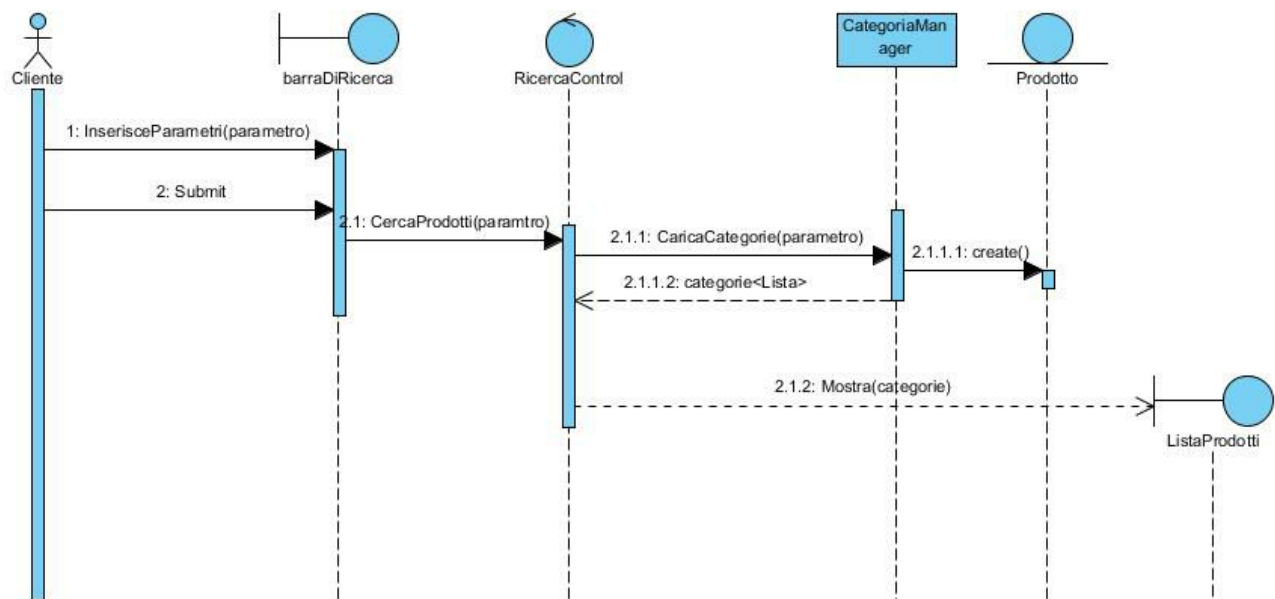 CategoriaMan
ager
Cliente
barraDiRicerca
RicercaControl
Prodotto
1: InserisceParametri(parametro)
2: Submit
2.1: CercaProdotti(paramtro)
2.1.1: CaricaCategorie(parametro)
2.1.1.1: create()
2.1.1.2: categorie<Lista>
2.1.2: Mostra(categorie)
ListaProdotti